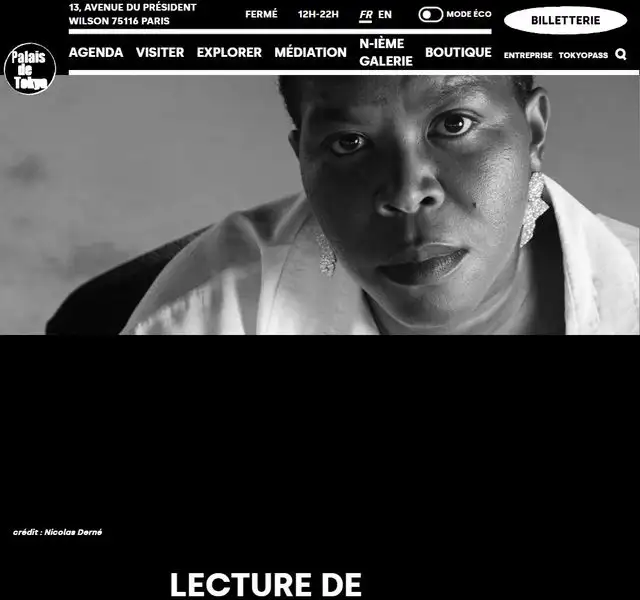 13, AVENUE DU PRÉSIDENT
WILSON 75116 PARIS
FERMÉ
12H-22H
FR EN
MODE ÉCO
BILLETTERIE
Palais
de
Tokyo
AGENDA
VISITER
EXPLORER
MÉDIATION
N-IÈME
GALERIE
BOUTIQUE
ENTREPRISE
TOKYOPASS
crédit : Nicolas Derné
LECTURE DE